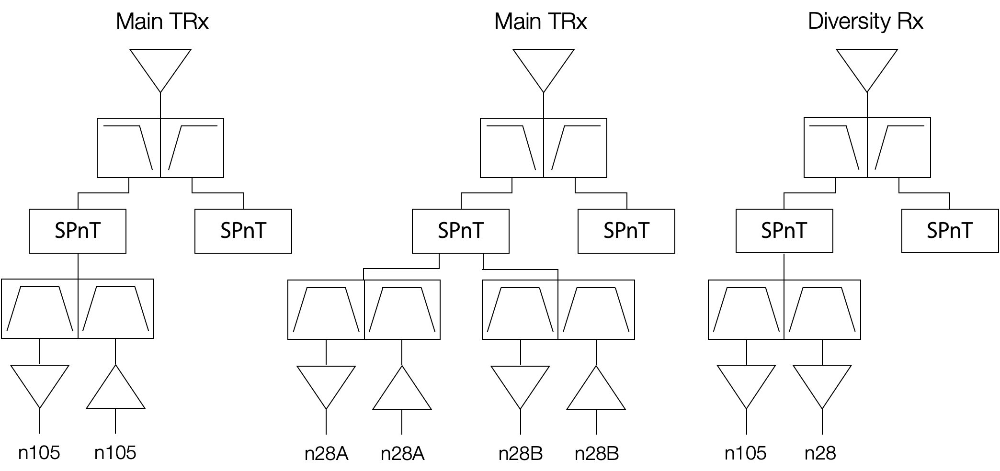 Main TRx
Main TRx
Diversity Rx
SPnT
SPnT
SPnT
SPnT
SPnT
SPnT
n105
n105
n28A
n28A
n28B
n28B
n105
n28